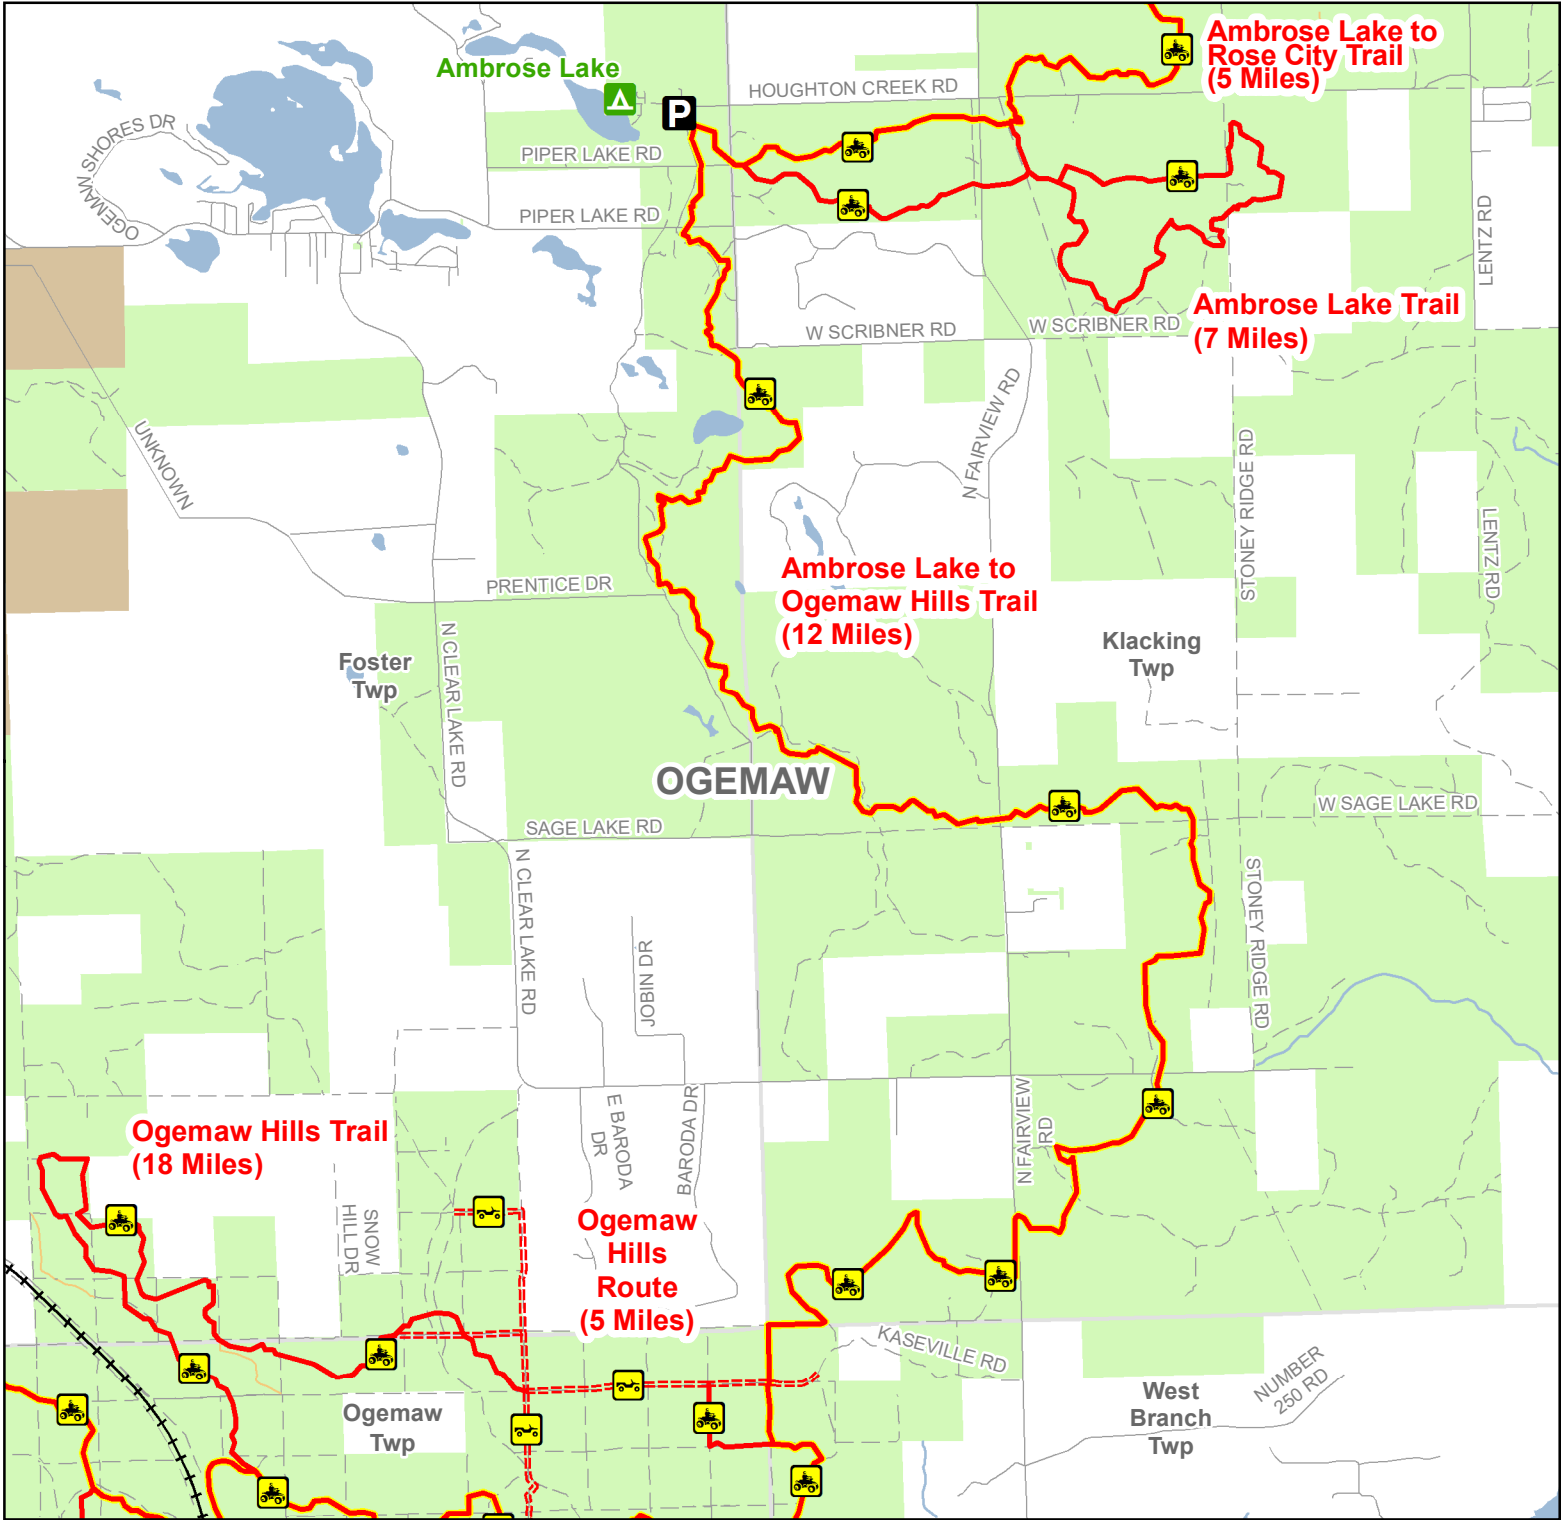 Ambrose Lake to
Rose City Trail
(5 Miles)
Ambrose Lake
P
HOUGHTON CREEK RD
OGEMAW SHORES DR
PIPER LAKE RD
PIPER LAKE RD
LENTZ RD
Ambrose Lake Trail
(7 Miles)
W SCRIBNER RD
W SCRIBNER RD
N FAIRVIEW RD
UNKNOWN
STONEY RIDGE RD
LENTZ RD
Ambrose Lake to
Ogemaw Hills Trail
(12 Miles)
PRENTICE DR
N CLEAR LAKE RD
Foster
Twp
Klacking
Twp
OGEMAW
SAGE LAKE RD
W SAGE LAKE RD
N CLEAR LAKE RD
STONEY RIDGE RD
JOBIN DR
E BARODA
DR
BARODA DR
N FAIRVIEW
RD
Ogemaw Hills Trail
(18 Miles)
SNOW
HILL DR
Ogemaw
Hills
Route
(5 Miles)
KASEVILLE RD
NUMBER
250 RD
Ogemaw
Twp
West
Branch
Twp